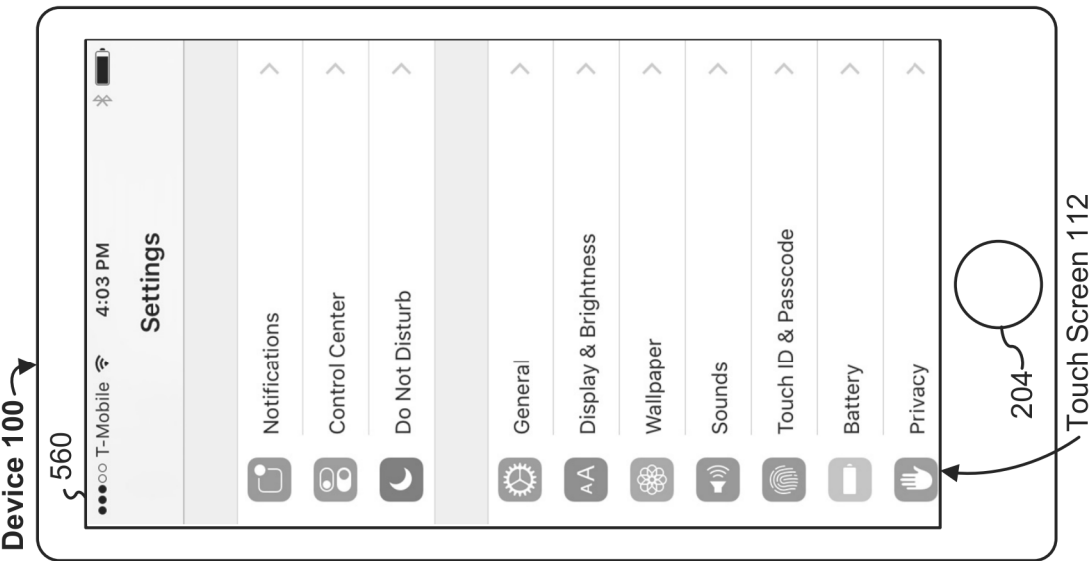 Device 100
560
T-Mobile 4:03 PM
Settings
Notifications
Control Center
Do Not Disturb
General
AA Display & Brightness
Wallpaper
Sounds
Touch ID & Passcode
Battery
Privacy
204
Touch Screen 112